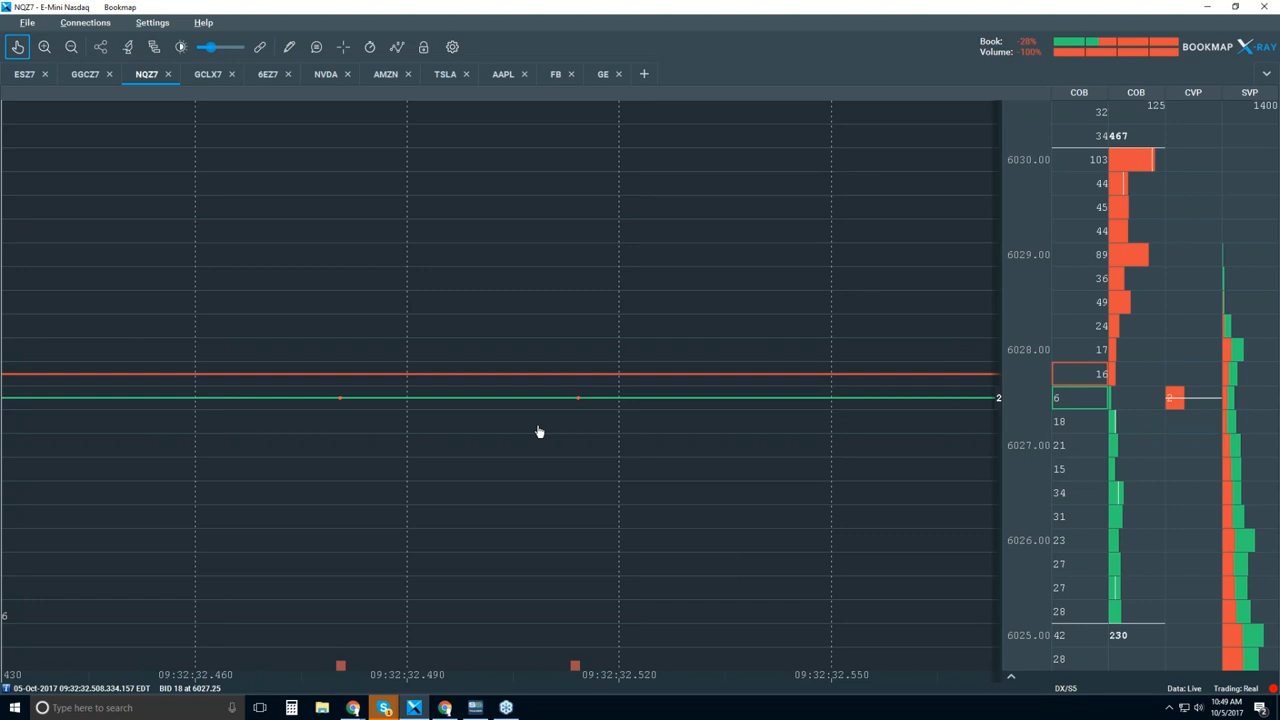 NQZ7 - E-Mini Nasdaq Bookmap
File Connections Settings Help
Book: -28%
Volume: -100%
BOOKMAP X-RAY
ESZ7 GGCZ7 NQZ7 GCLX7 6EZ7 NVDA AMZN TSLA AAPL FB GE
COB COB CVP SVP
125 1400
32
34 467
6030.00 103
44
45
44
6029.00 89
36
49
24
6028.00 17
16
2 6 2
18
6027.00 21
15
34
31
6026.00 23
27
27
6 28
6025.00 42 230
28
430 09:32:32.460 09:32:32.490 09:32:32.520 09:32:32.550
05-Oct-2017 09:32:32.508.334.157 EDT BID 18 at 6027.25 DX/S5 Data: Live Trading: Real
Type here to search
10:49 AM
10/5/2017
2